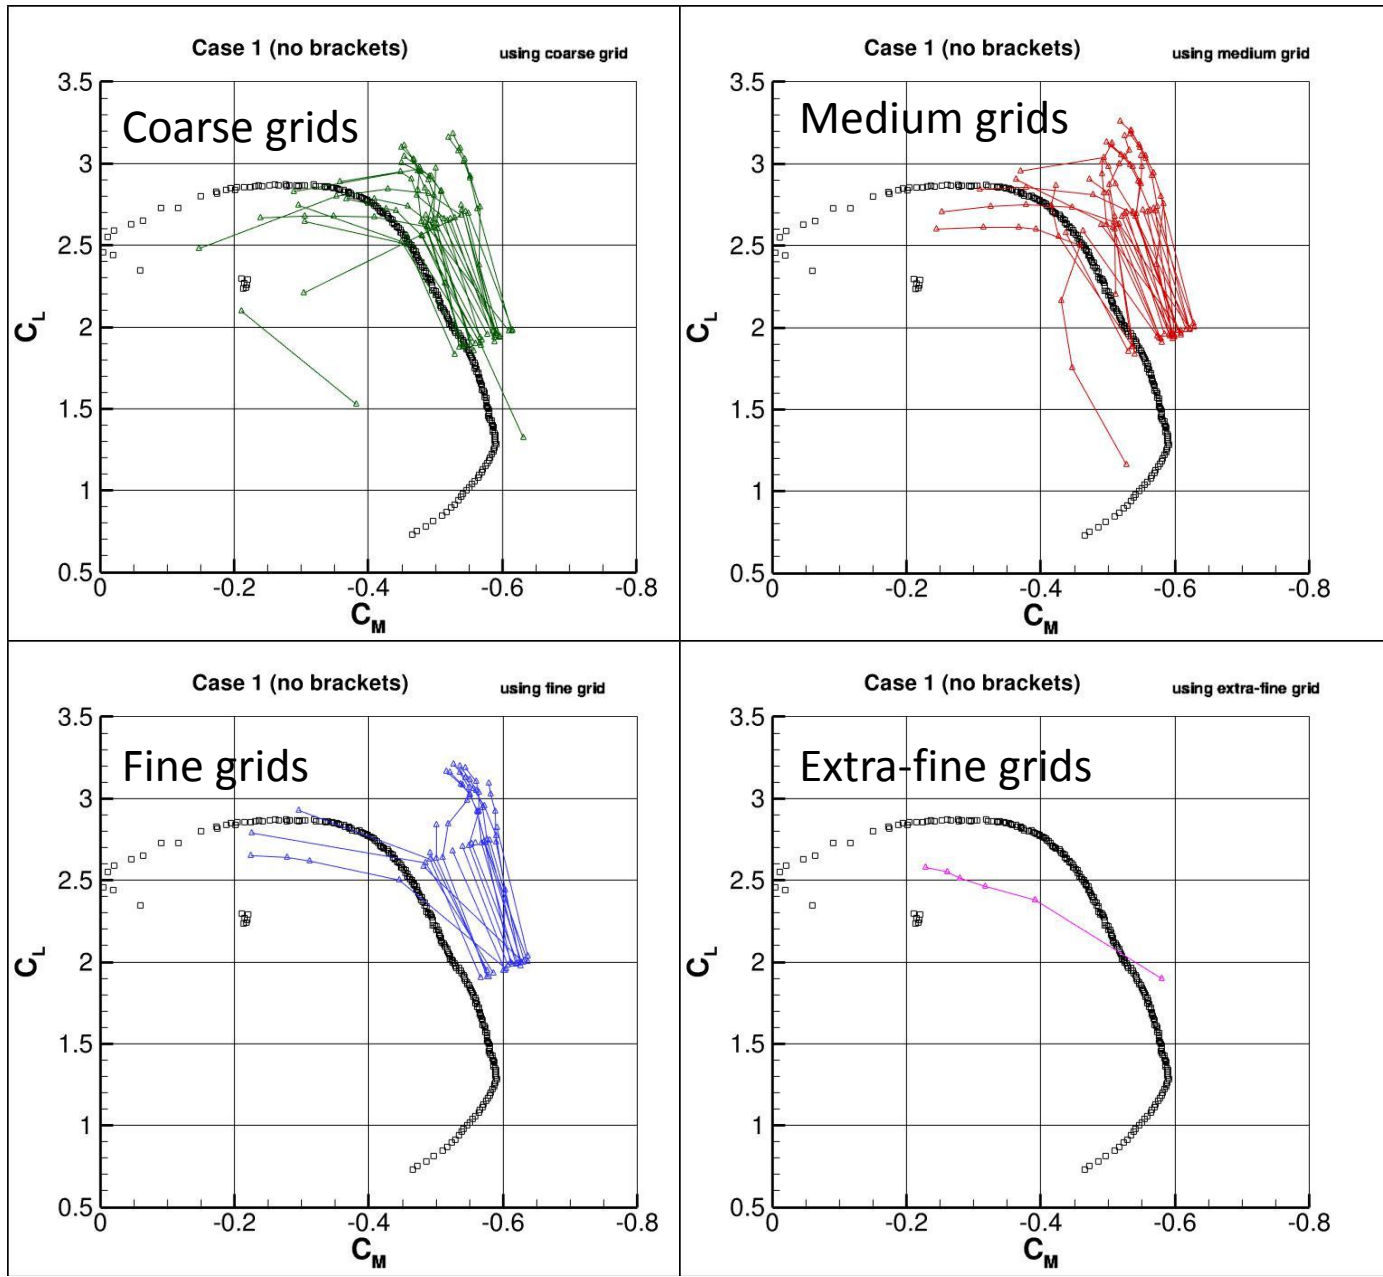 Case 1 (no brackets) using coarse grid
Coarse grids
3.5
3
2.5
2
1.5
1
0.5
C_L
0 -0.2 -0.4 -0.6 -0.8
C_M
Case 1 (no brackets) using medium grid
Medium grids
3.5
3
2.5
2
1.5
1
0.5
C_L
0 -0.2 -0.4 -0.6 -0.8
C_M
Case 1 (no brackets) using fine grid
Fine grids
3.5
3
2.5
2
1.5
1
0.5
C_L
0 -0.2 -0.4 -0.6 -0.8
C_M
Case 1 (no brackets) using extra-fine grid
Extra-fine grids
3.5
3
2.5
2
1.5
1
0.5
C_L
0 -0.2 -0.4 -0.6 -0.8
C_M